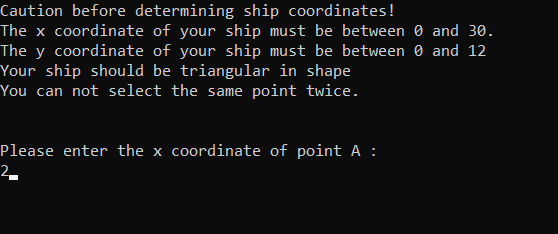 Caution before determining ship coordinates!
The x coordinate of your ship must be between 0 and 30.
The y coordinate of your ship must be between 0 and 12
Your ship should be triangular in shape
You can not select the same point twice.
Please enter the x coordinate of point A :
2